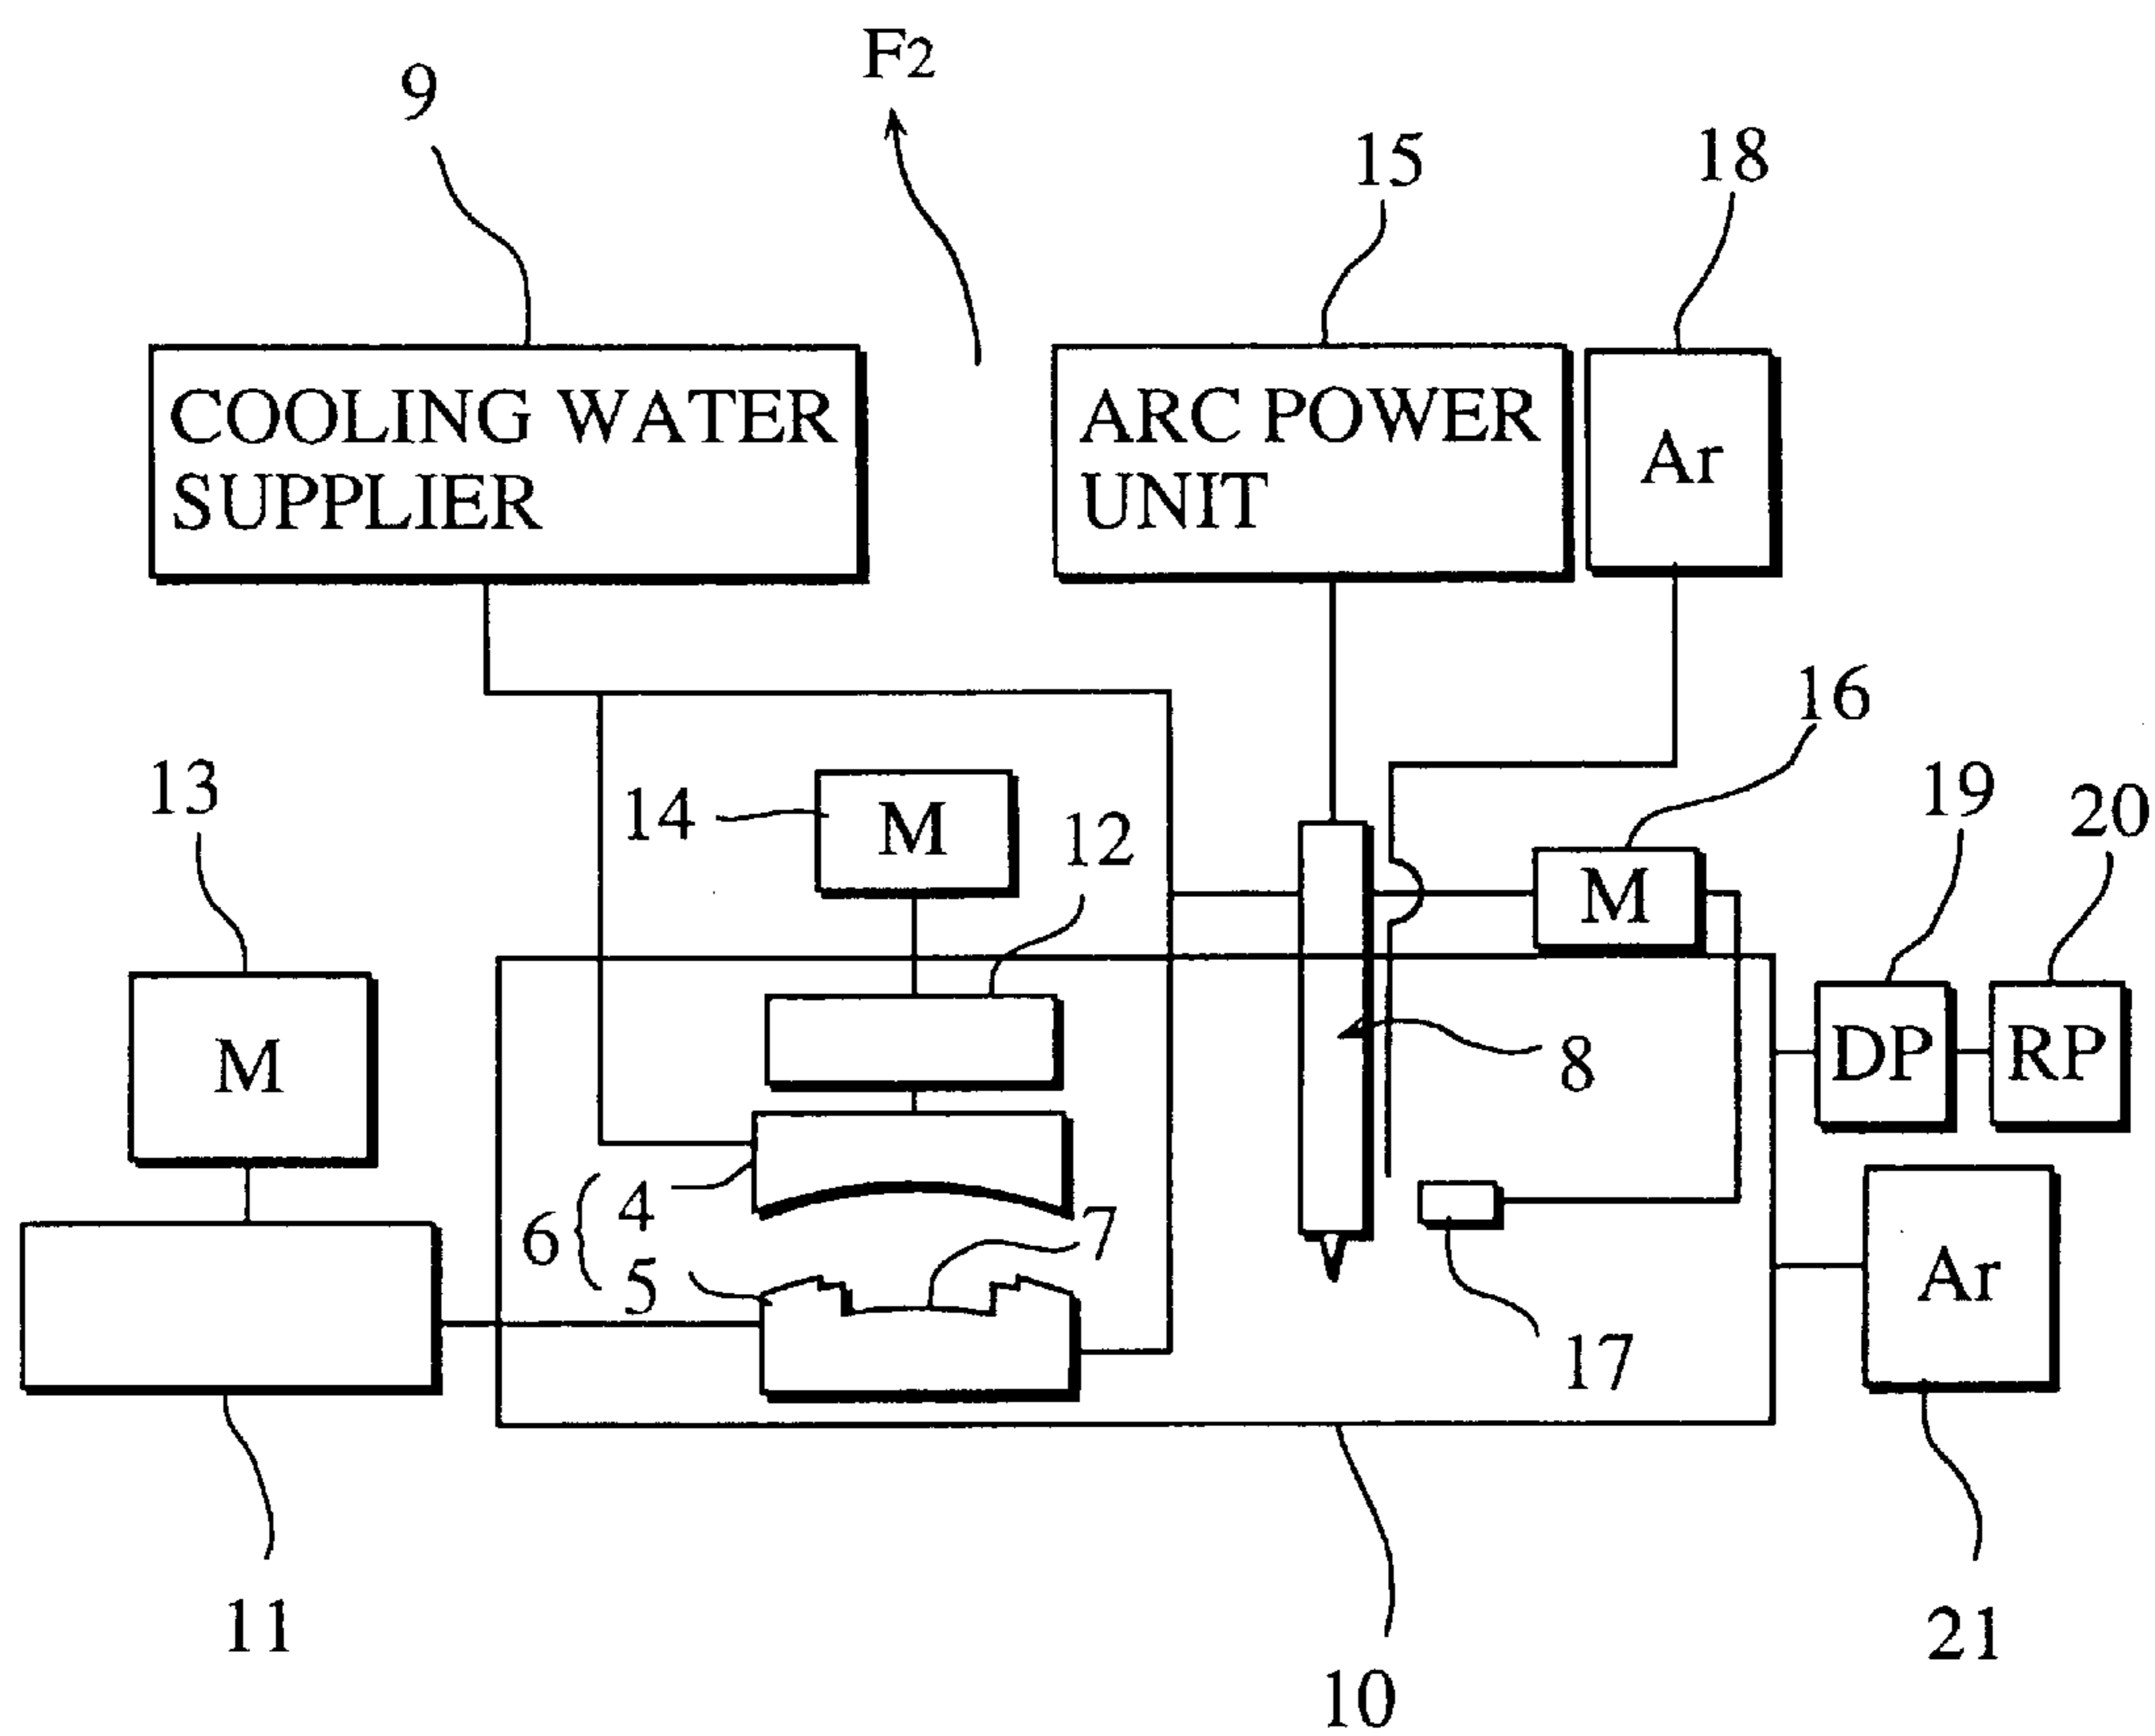 F2
9
15
18
COOLING WATER
SUPPLIER
ARC POWER
UNIT
Ar
16
13
14
M
12
M
19
20
M
8
DP
RP
6{4
5
7
Ar
17
11
10
21